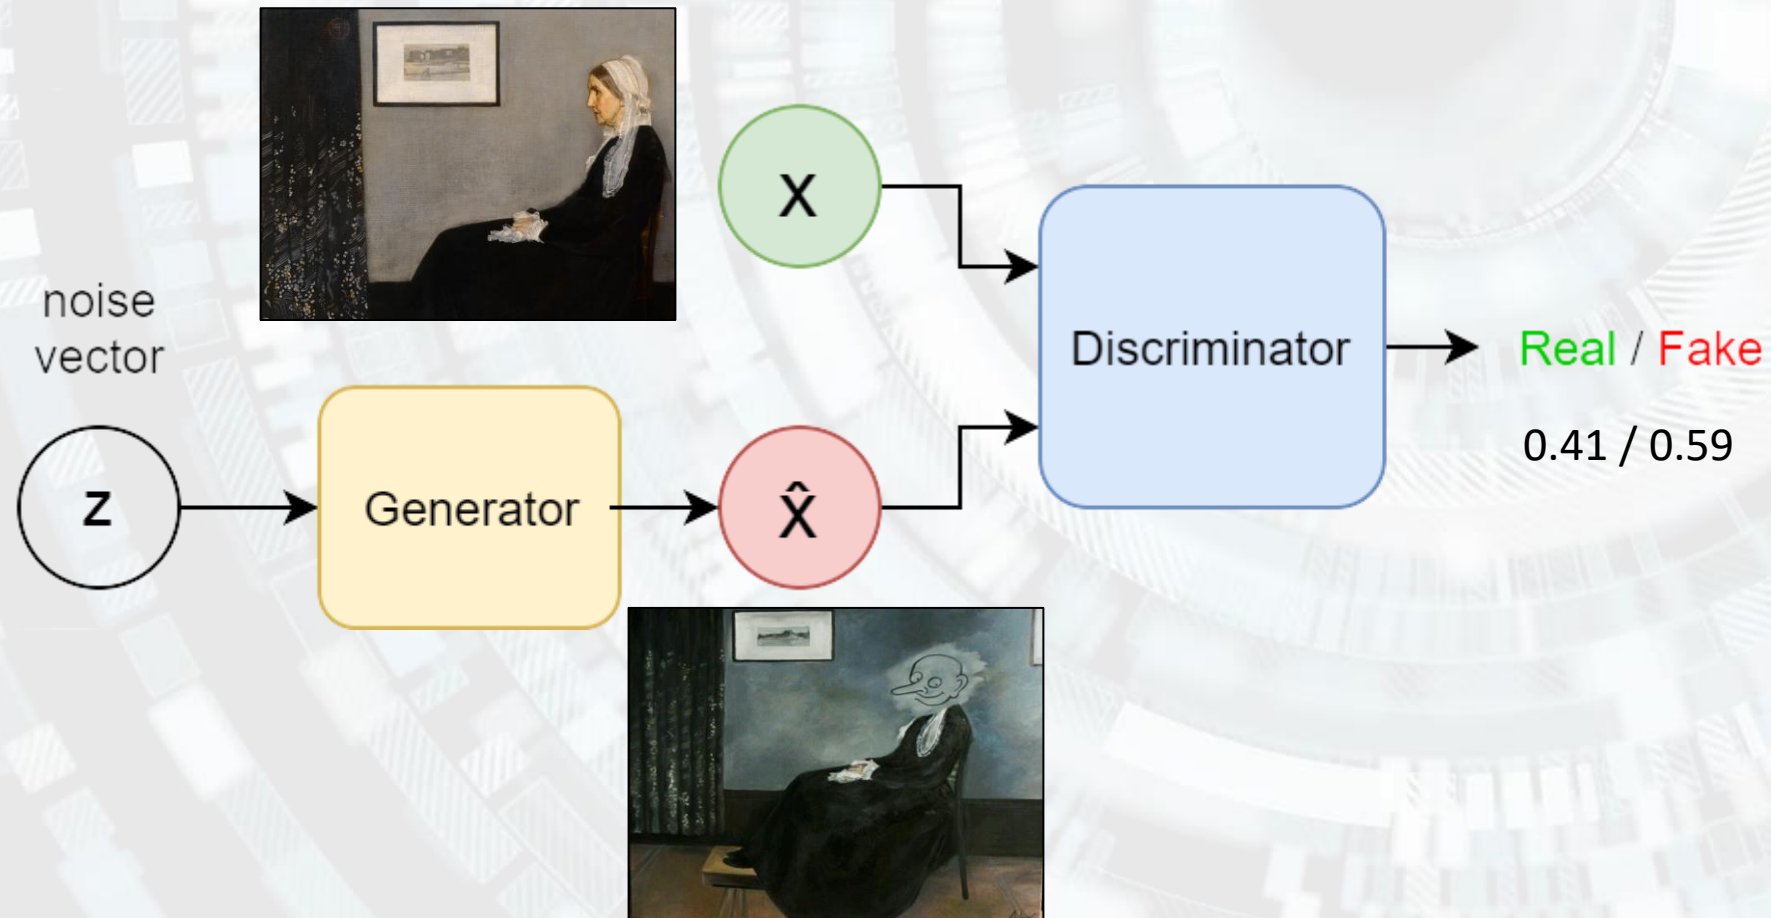 noise
vector
z
Generator
x
x̂
Discriminator
Real / Fake
0.41 / 0.59